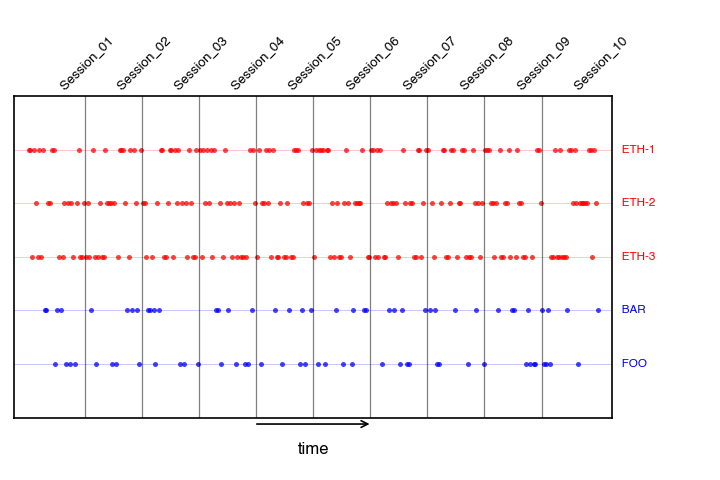 Session_01
Session_02
Session_03
Session_04
Session_05
Session_06
Session_07
Session_08
Session_09
Session_10
ETH-1
ETH-2
ETH-3
BAR
FOO
time